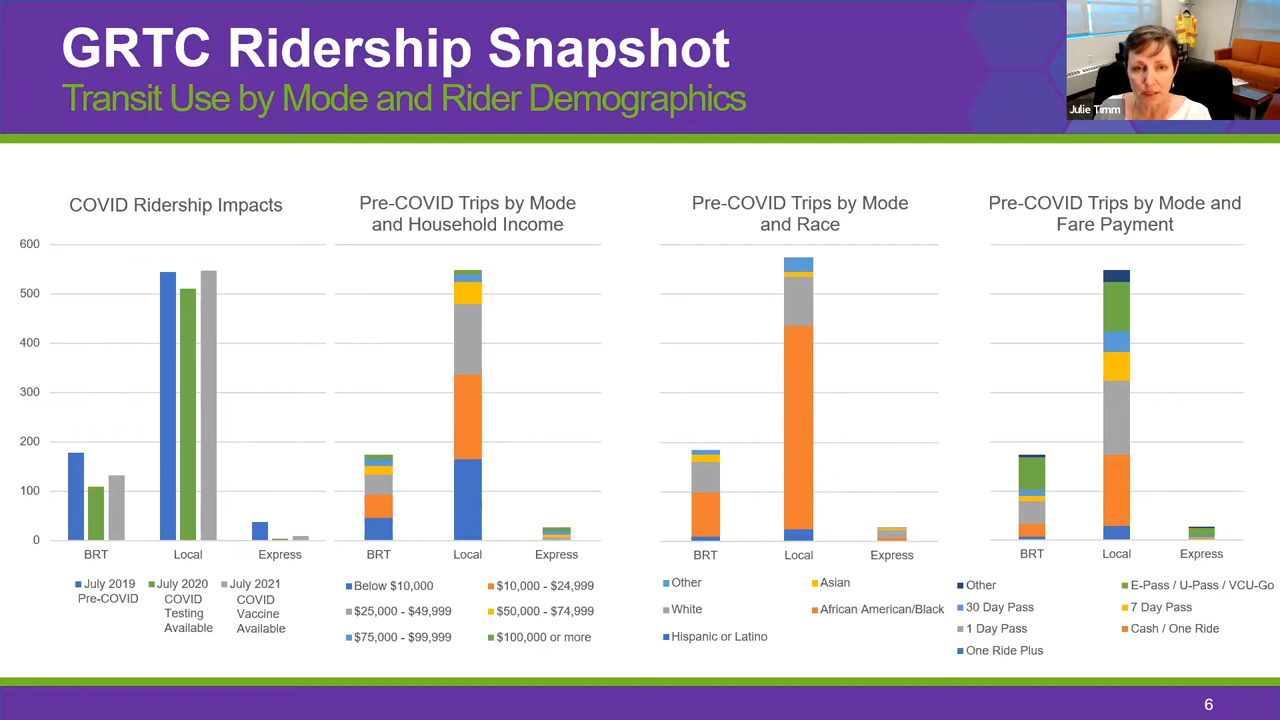 GRTC Ridership Snapshot
Transit Use by Mode and Rider Demographics
Julie Timm
COVID Ridership Impacts
600
500
400
300
200
100
0
BRT
Local
Express
July 2019
Pre-COVID
July 2020
COVID
Testing
Available
July 2021
COVID
Vaccine
Available
Pre-COVID Trips by Mode
and Household Income
BRT
Local
Express
Below $10,000
$10,000 - $24,999
$25,000 - $49,999
$50,000 - $74,999
$75,000 - $99,999
$100,000 or more
Pre-COVID Trips by Mode
and Race
BRT
Local
Express
Other
Asian
White
African American/Black
Hispanic or Latino
Pre-COVID Trips by Mode and
Fare Payment
BRT
Local
Express
Other
E-Pass / U-Pass / VCU-Go
30 Day Pass
7 Day Pass
1 Day Pass
Cash / One Ride
One Ride Plus
6